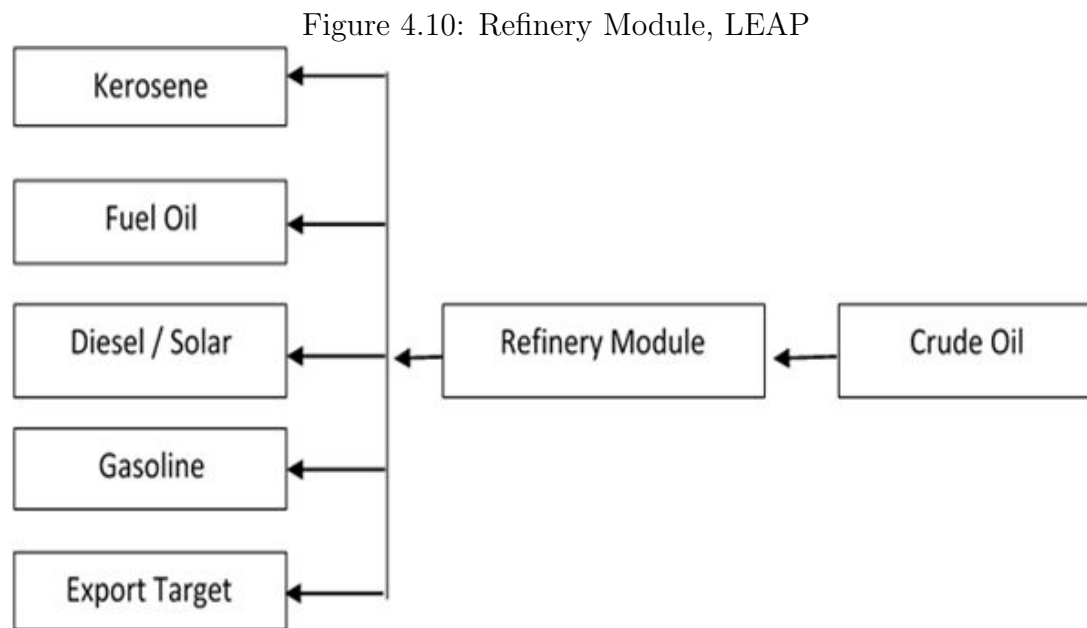 Figure 4.10: Refinery Module, LEAP
Kerosene
Fuel Oil
Diesel / Solar
Refinery Module
Crude Oil
Gasoline
Export Target